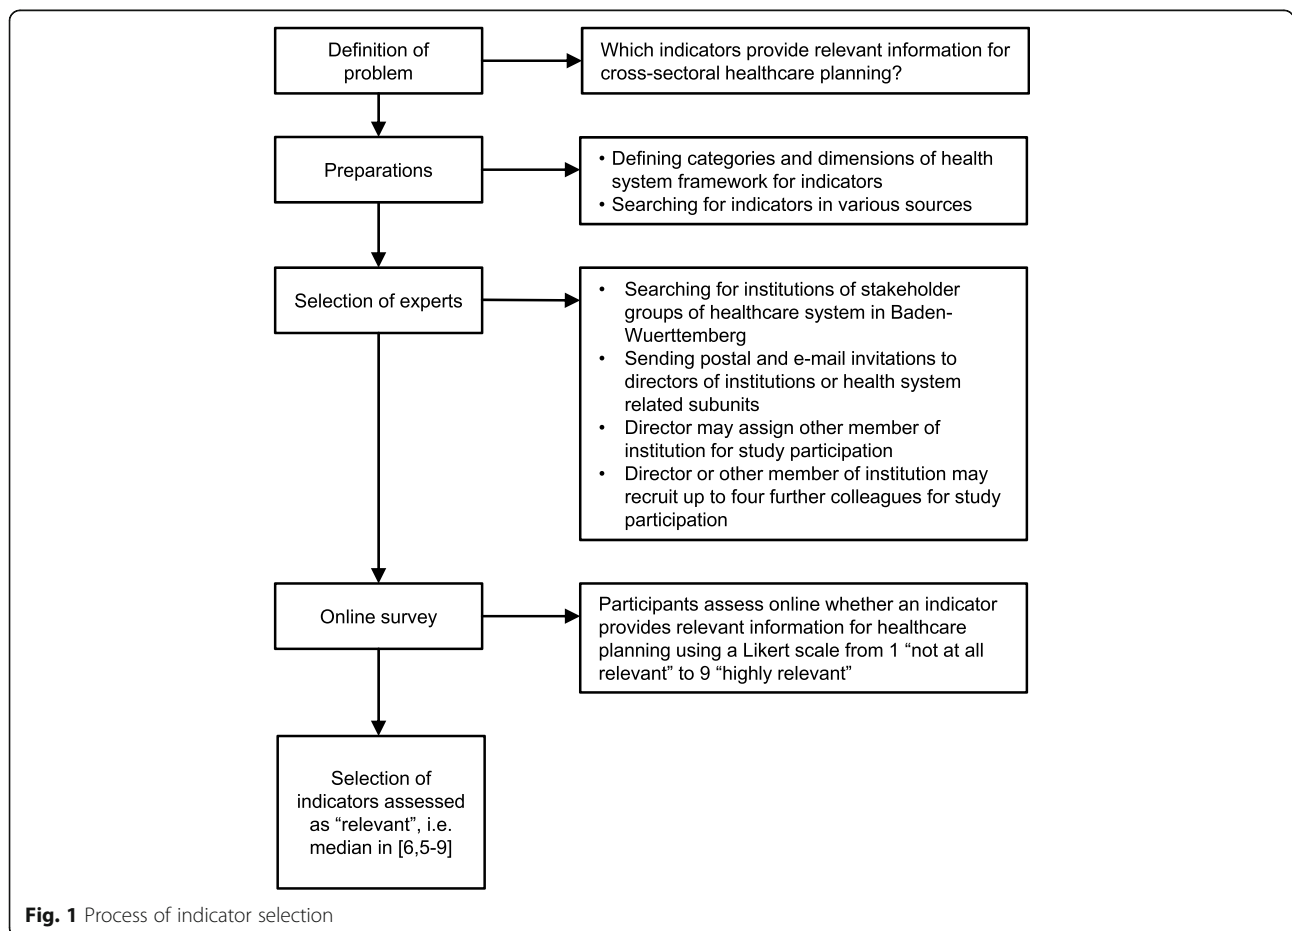 Definition of
problem
Which indicators provide relevant information for
cross-sectoral healthcare planning?
Preparations
• Defining categories and dimensions of health
system framework for indicators
• Searching for indicators in various sources
Selection of experts
• Searching for institutions of stakeholder
groups of healthcare system in Baden-
Wuerttemberg
• Sending postal and e-mail invitations to
directors of institutions or health system
related subunits
• Director may assign other member of
institution for study participation
• Director or other member of institution may
recruit up to four further colleagues for study
participation
Online survey
Participants assess online whether an indicator
provides relevant information for healthcare
planning using a Likert scale from 1 “not at all
relevant” to 9 “highly relevant”
Selection of
indicators assessed
as “relevant”, i.e.
median in [6,5-9]
Fig. 1 Process of indicator selection